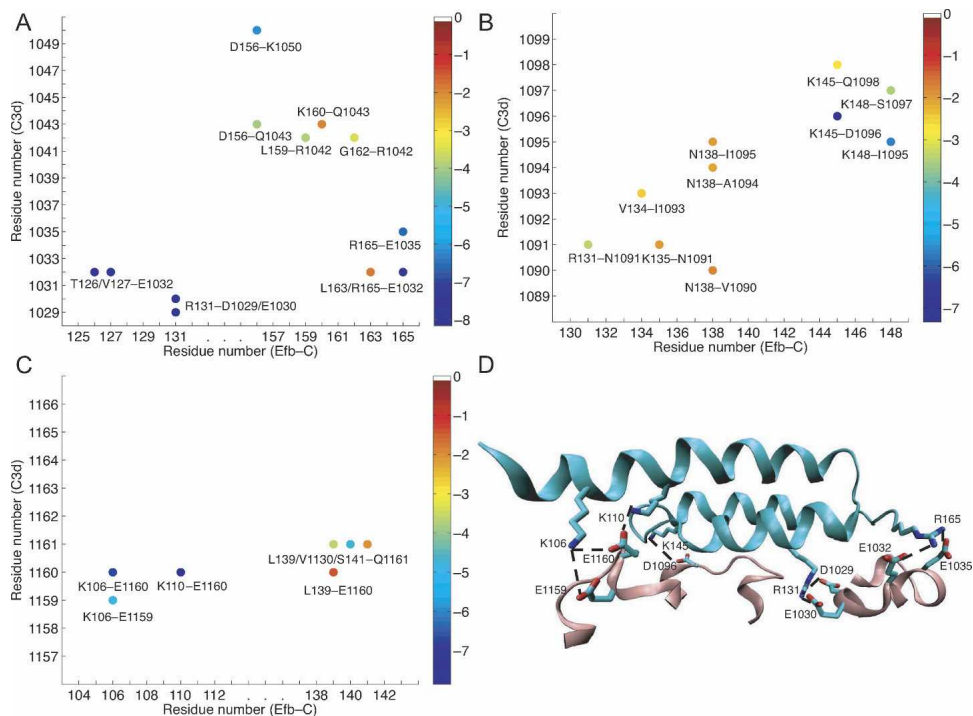 A
1049
1047
1045
1043
1041
1039
1037
1035
1032
1029
Residue number (C3d)
D156–K1050
K160–Q1043
D156–Q1043
L159–R1042
G162–R1042
R165–E1035
T126/V127–E1032
L163/R165–E1032
R131–D1029/E1030
125 127 131 . . . 157 159 161 163 165
Residue number (Efb–C)
0
−1
−2
−3
−4
−5
−6
−7
−8
B
1099
1098
1097
1096
1095
1094
1093
1092
1091
1090
1089
Residue number (C3d)
K145–Q1098
K148–S1097
K145–D1096
N138–I1095
K148–I1095
N138–A1094
V134–I1093
R131–N1091
K135–N1091
N138–V1090
130 132 134 136 138 140 142 144 146 148
Residue number (Efb–C)
0
−1
−2
−3
−4
−5
−6
−7
C
1166
1165
1164
1163
1162
1161
1160
1159
1158
1157
Residue number (C3d)
L139/V1130/S141–Q1161
K106–E1160
K110–E1160
L139–E1160
K106–E1159
104 106 108 110 112 . . . 138 140 142
Residue number (Efb–C)
0
−1
−2
−3
−4
−5
−6
−7
D
K110
K106
E1160
K145
D1096
E1159
R165
E1032
D1029
E1035
R131
E1030